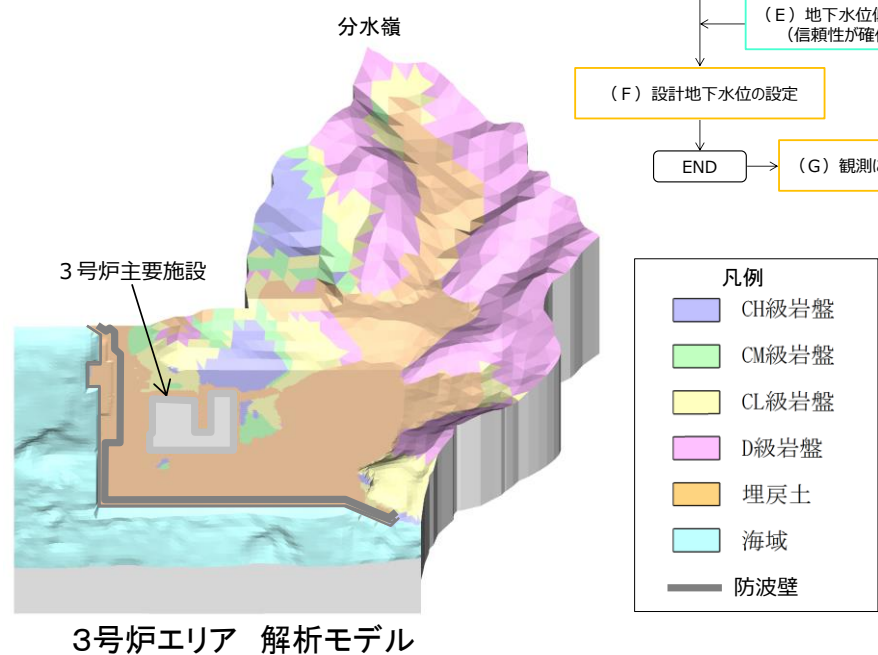 分水嶺
(E)地下水位
(信頼性が確
(F)設計地下水位の設定
END
(G)観測
3号炉主要施設
凡例
CH級岩盤
CM級岩盤
CL級岩盤
D級岩盤
埋戻土
海域
防波壁
3号炉エリア 解析モデル